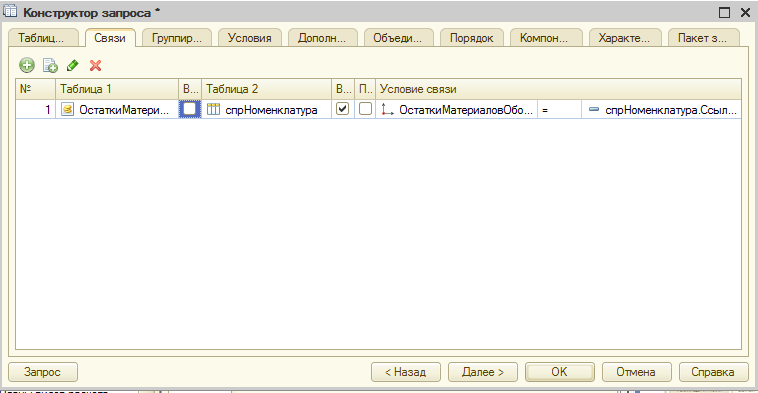 Конструктор запроса *
Таблиц... Связи Группир... Условия Дополн... Объеди... Порядок Компон... Характе... Пакет з...
№ Таблица 1 В... Таблица 2 В... П.. Условие связи
1 ОстаткиМатери... спрНоменклатура ОстаткиМатериаловОбо... = спрНоменклатура.Ссыл...
Запрос < Назад Далее > OK Отмена Справка